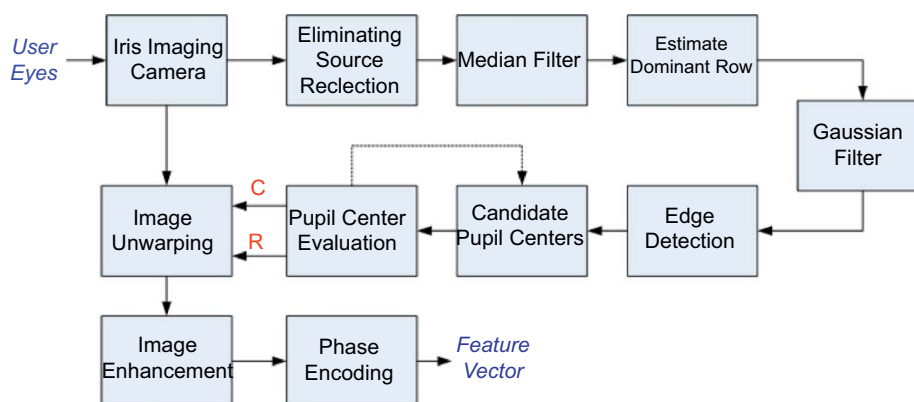 User
Eyes
Iris Imaging
Camera
Eliminating
Source
Reclection
Median Filter
Estimate
Dominant Row
Gaussian
Filter
Edge
Detection
Candidate
Pupil Centers
Pupil Center
Evaluation
C
R
Image
Unwarping
Image
Enhancement
Phase
Encoding
Feature
Vector